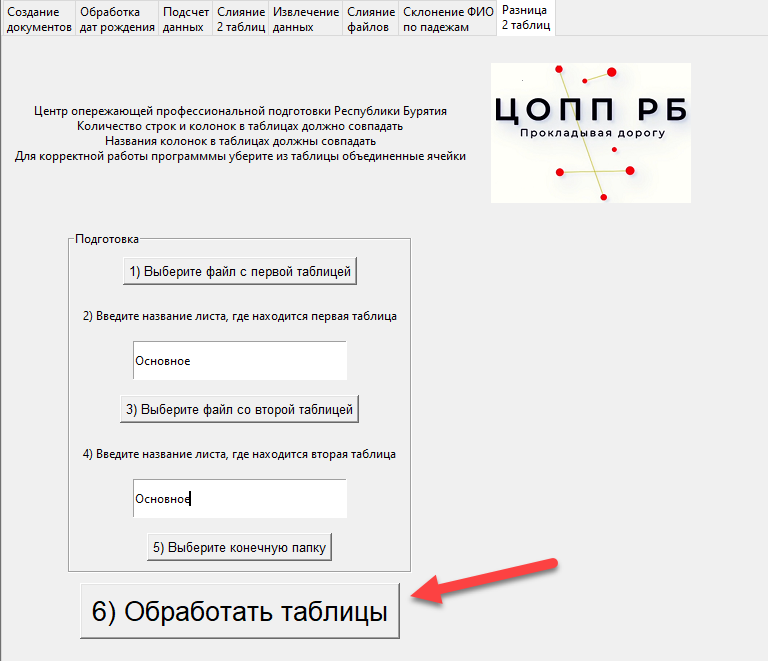 Создание
документов
Обработка
дат рождения
Подсчет
данных
Слияние
2 таблиц
Извлечение
данных
Слияние
файлов
Склонение ФИО
по падежам
Разница
2 таблиц
Центр опережающей профессиональной подготовки Республики Бурятия
Количество строк и колонок в таблицах должно совпадать
Названия колонок в таблицах должны совпадать
Для корректной работы программмы уберите из таблицы объединенные ячейки
ЦОПП РБ
Прокладывая дорогу
Подготовка
1) Выберите файл с первой таблицей
2) Введите название листа, где находится первая таблица
Основное
3) Выберите файл со второй таблицей
4) Введите название листа, где находится вторая таблица
Основное
5) Выберите конечную папку
6) Обработать таблицы